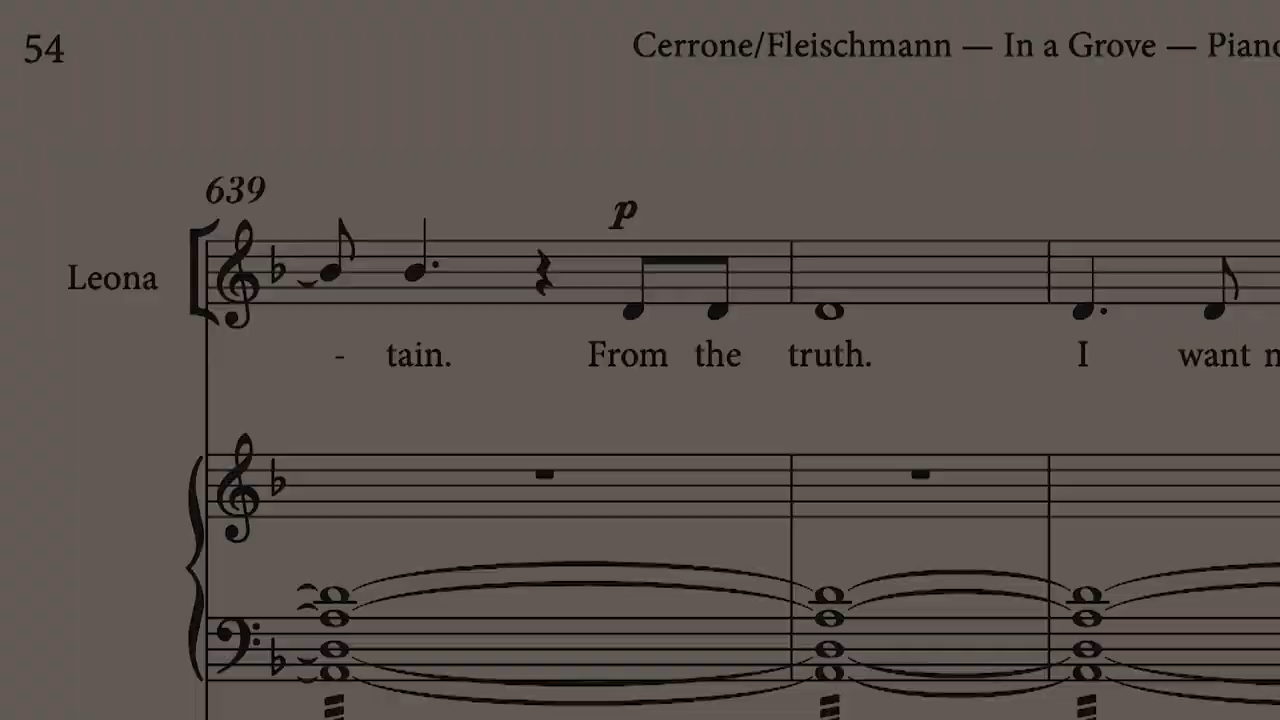 54
Cerrone/Fleischmann — In a Grove — Piano
639
p
Leona
- tain. From the truth. I want